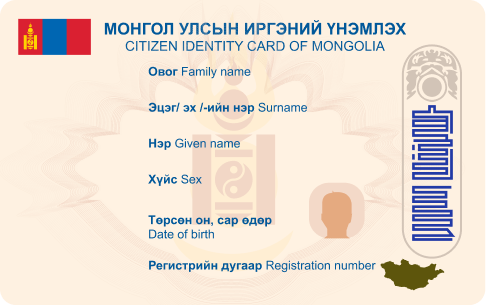 МОНГОЛ УЛСЫН ИРГЭНИЙ ҮНЭМЛЭХ
CITIZEN IDENTITY CARD OF MONGOLIA
Овог Family name
Эцэг/ эх /-ийн нэр Surname
Нэр Given name
Хүйс Sex
Төрсөн он, сар өдөр
Date of birth
Регистрийн дугаар Registration number